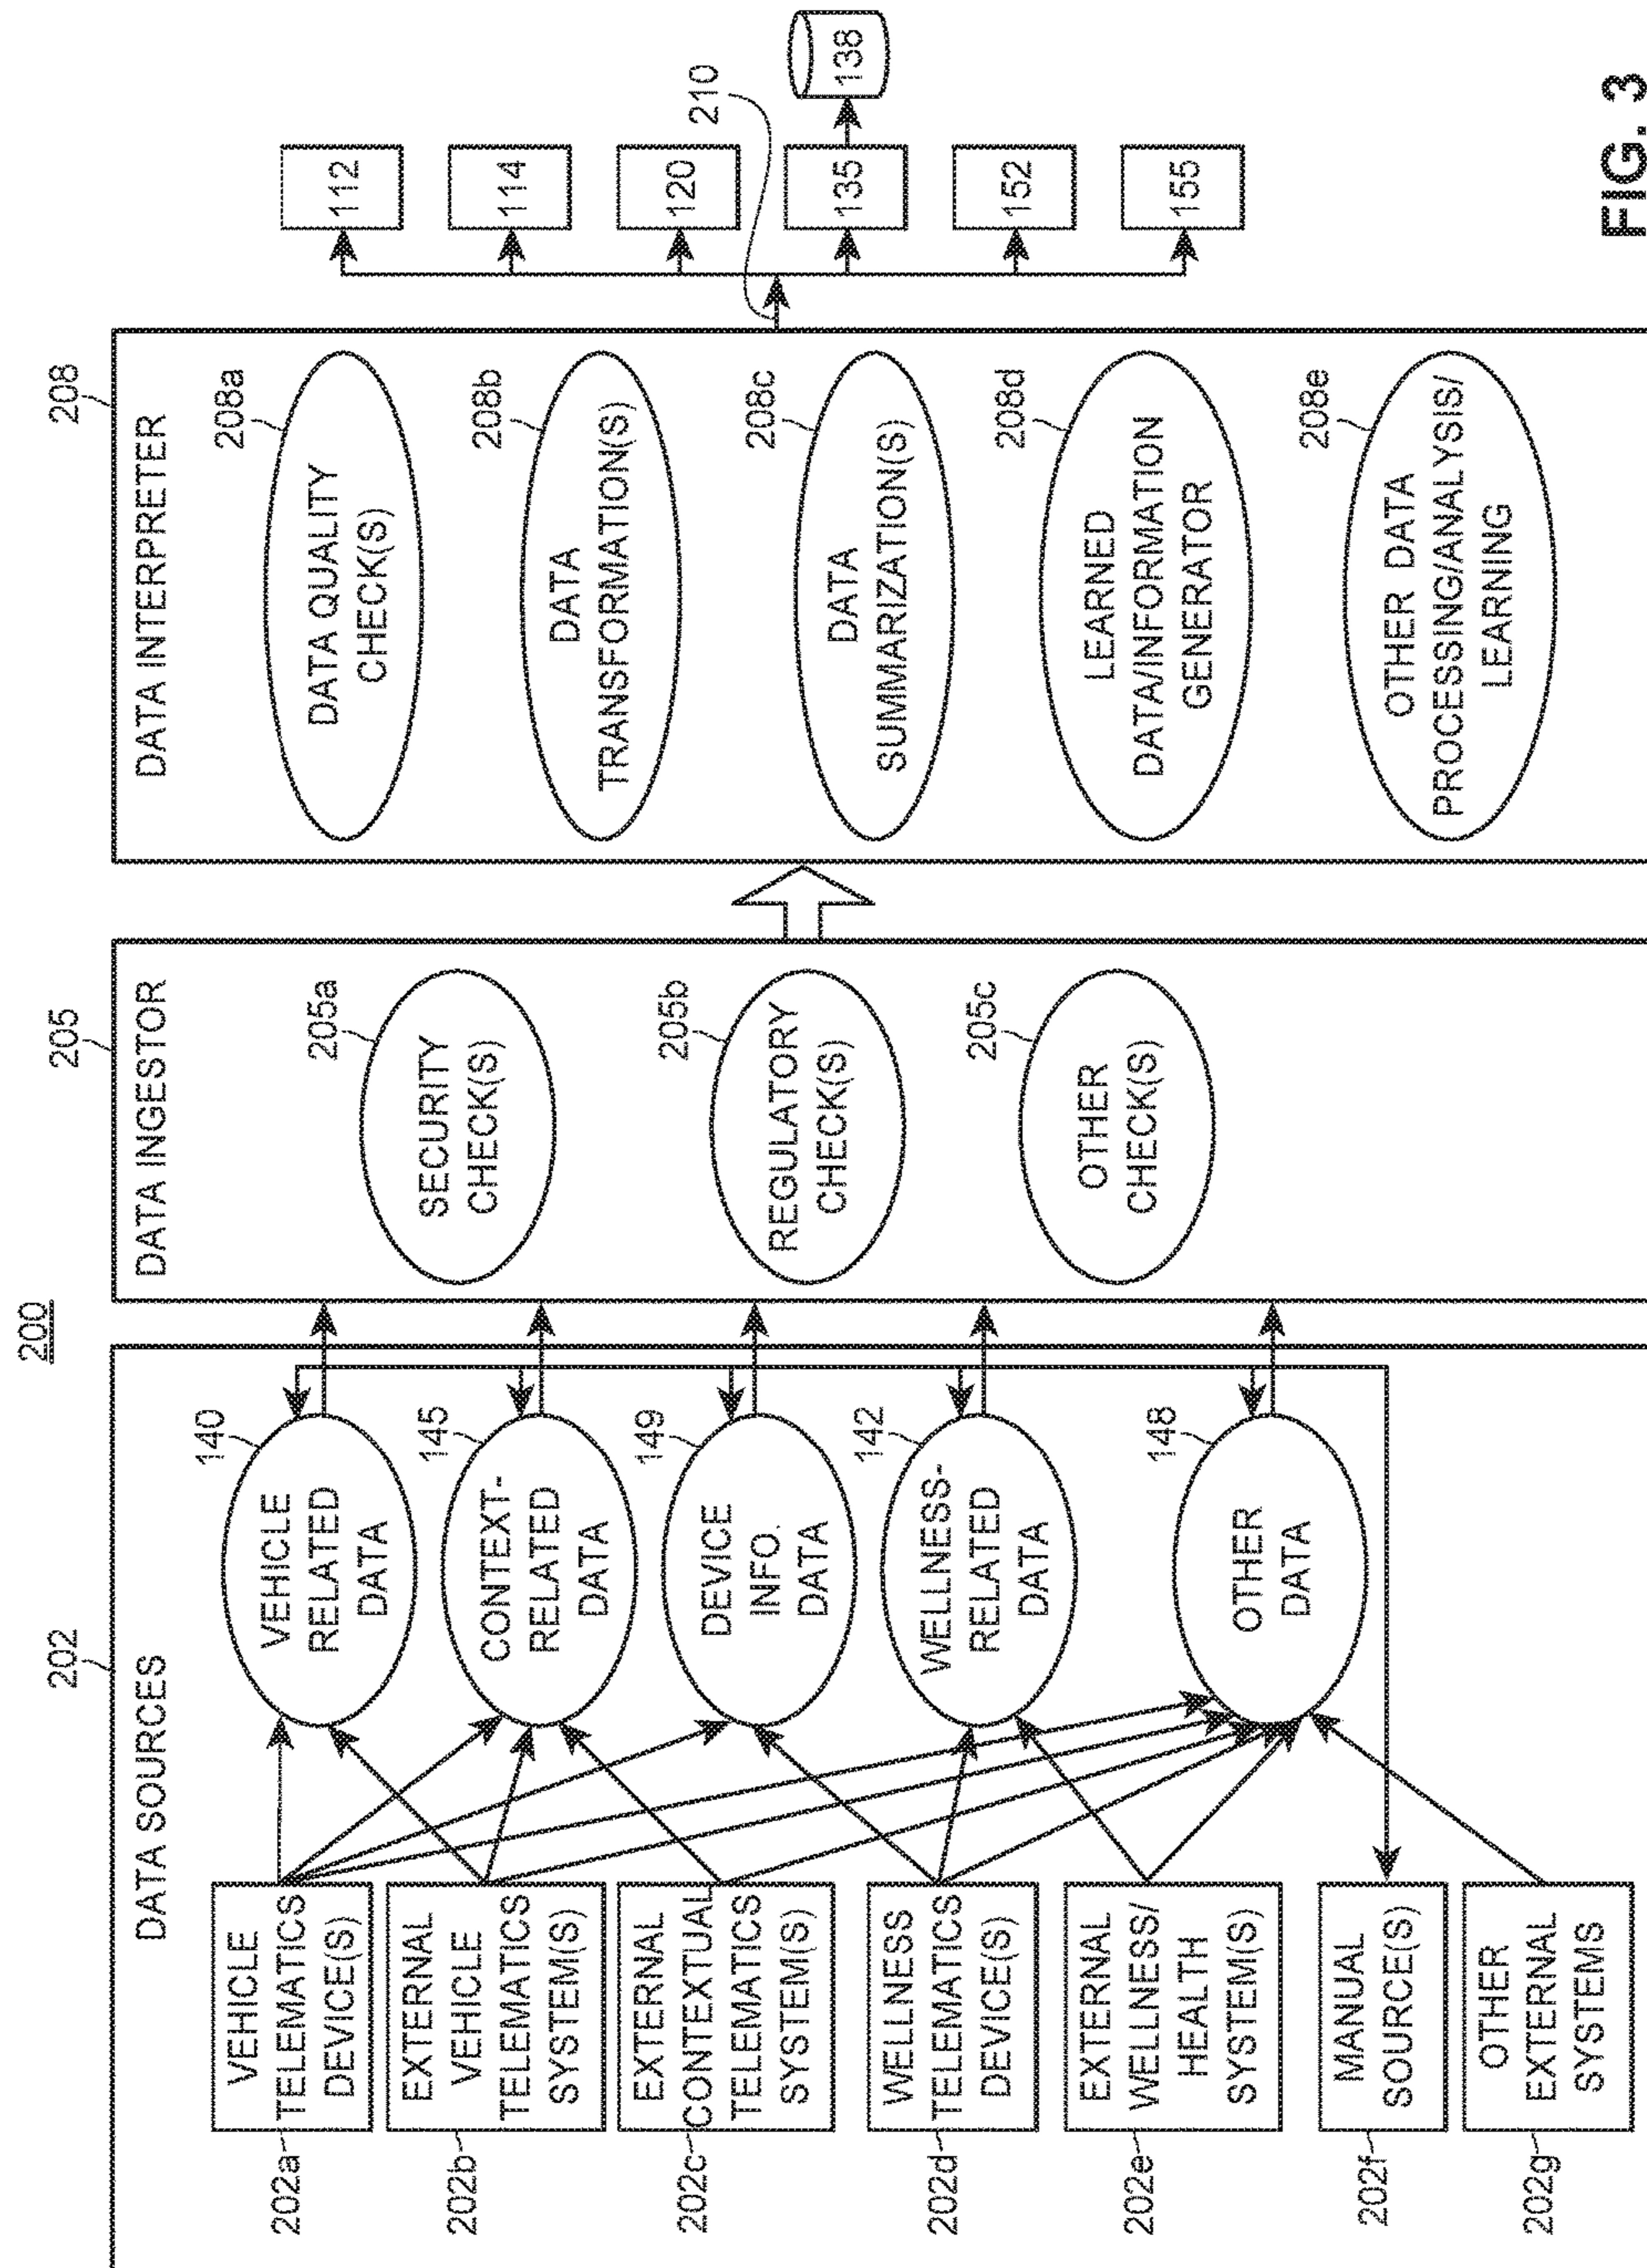 200
202
DATA SOURCES
VEHICLE
TELEMATICS
DEVICE(S)
202a
EXTERNAL
VEHICLE
TELEMATICS
SYSTEM(S)
202b
EXTERNAL
CONTEXTUAL
TELEMATICS
SYSTEM(S)
202c
WELLNESS
TELEMATICS
DEVICE(S)
202d
EXTERNAL
WELLNESS/
HEALTH
SYSTEM(S)
202e
MANUAL
SOURCE(S)
202f
OTHER
EXTERNAL
SYSTEMS
202g
140
VEHICLE
RELATED
DATA
145
CONTEXT-
RELATED
DATA
149
DEVICE
INFO.
DATA
142
WELLNESS-
RELATED
DATA
148
OTHER
DATA
205
DATA INGESTOR
205a
SECURITY
CHECK(S)
205b
REGULATORY
CHECK(S)
205c
OTHER
CHECK(S)
208
DATA INTERPRETER
208a
DATA QUALITY
CHECK(S)
208b
DATA
TRANSFORMATION(S)
208c
DATA
SUMMARIZATION(S)
208d
LEARNED
DATA/INFORMATION
GENERATOR
208e
OTHER DATA
PROCESSING/ANALYSIS/
LEARNING
210
112
114
120
135
138
152
155
FIG. 3